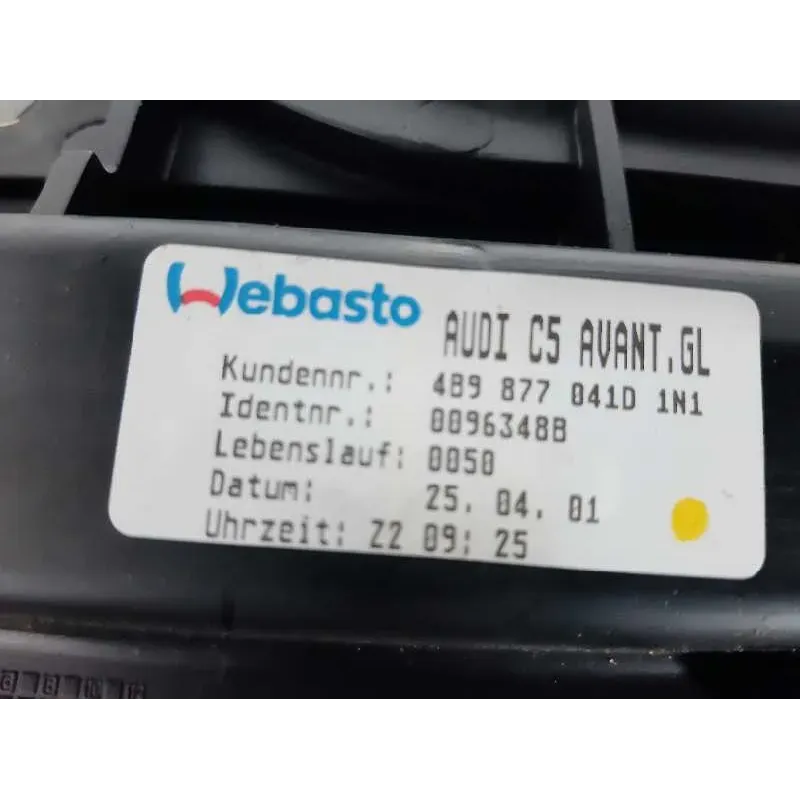 Webasto AUDI C5 AVANT.GL
Kundennr.: 4B9 877 041D 1N1
Identnr.: 0096348B
Lebenslauf: 0050
Datum: 25. 04. 01
Uhrzeit: Z2 09: 25